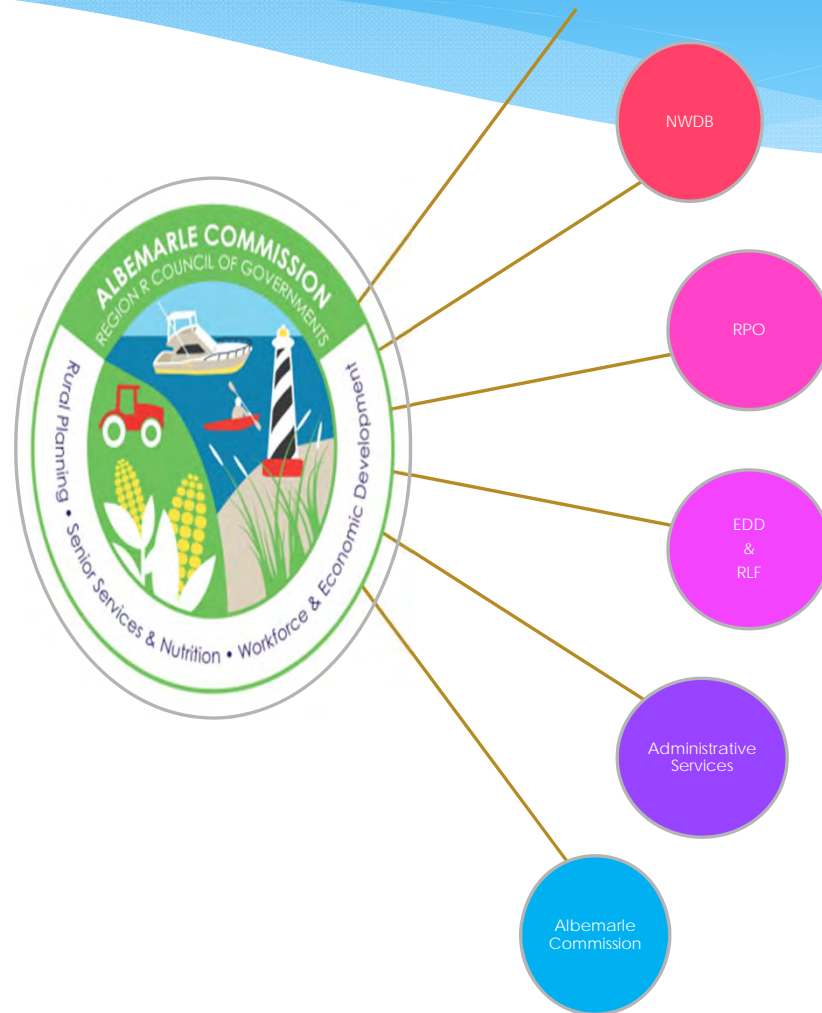 ALBEMARLE COMMISSION
REGION R COUNCIL OF GOVERNMENTS
Rural Planning • Senior Services & Nutrition • Workforce & Economic Development
NWDB
RPO
EDD
&
RLF
Administrative
Services
Albemarle
Commission